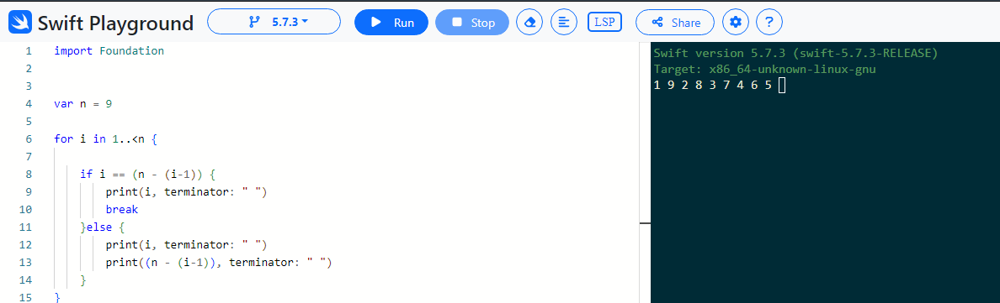 Swift Playground 5.7.3 Run Stop LSP Share ?
1 import Foundation
2
3
4 var n = 9
5
6 for i in 1..<n {
7
8 if i == (n - (i-1)) {
9 print(i, terminator: " ")
10 break
11 }else {
12 print(i, terminator: " ")
13 print((n - (i-1)), terminator: " ")
14 }
15 }
Swift version 5.7.3 (swift-5.7.3-RELEASE)
Target: x86_64-unknown-linux-gnu
1 9 2 8 3 7 4 6 5